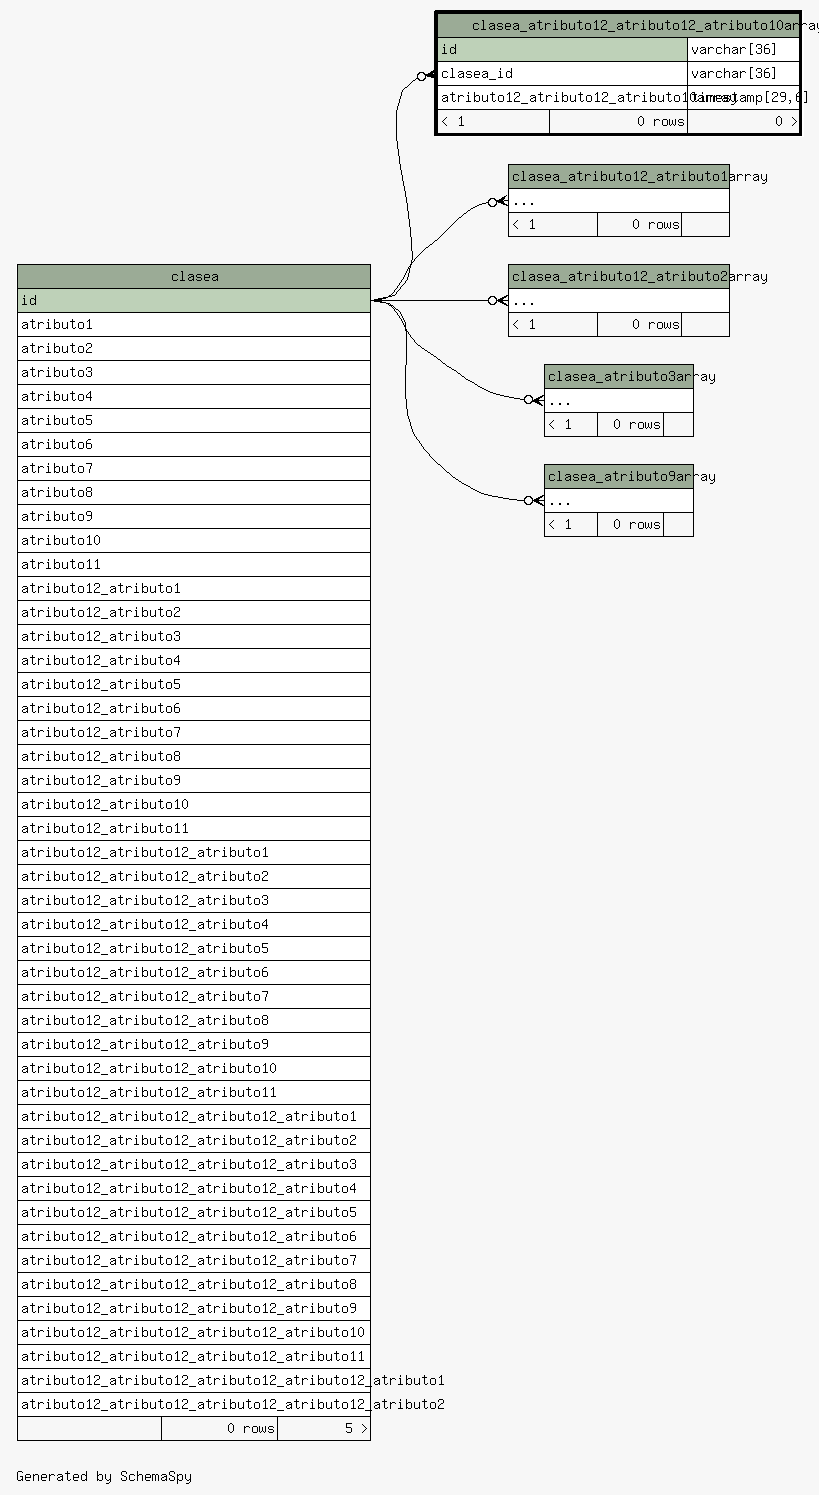 clasea_atributo12_atributo12_atributo10array
id varchar[36]
clasea_id varchar[36]
atributo12_atributo12_atributo10array timestamp[29,6]
< 1 0 rows 0 >
clasea_atributo12_atributo1array
...
< 1 0 rows
clasea_atributo12_atributo2array
...
< 1 0 rows
clasea_atributo3array
...
< 1 0 rows
clasea_atributo9array
...
< 1 0 rows
clasea
id
atributo1
atributo2
atributo3
atributo4
atributo5
atributo6
atributo7
atributo8
atributo9
atributo10
atributo11
atributo12_atributo1
atributo12_atributo2
atributo12_atributo3
atributo12_atributo4
atributo12_atributo5
atributo12_atributo6
atributo12_atributo7
atributo12_atributo8
atributo12_atributo9
atributo12_atributo10
atributo12_atributo11
atributo12_atributo12_atributo1
atributo12_atributo12_atributo2
atributo12_atributo12_atributo3
atributo12_atributo12_atributo4
atributo12_atributo12_atributo5
atributo12_atributo12_atributo6
atributo12_atributo12_atributo7
atributo12_atributo12_atributo8
atributo12_atributo12_atributo9
atributo12_atributo12_atributo10
atributo12_atributo12_atributo11
atributo12_atributo12_atributo12_atributo1
atributo12_atributo12_atributo12_atributo2
atributo12_atributo12_atributo12_atributo3
atributo12_atributo12_atributo12_atributo4
atributo12_atributo12_atributo12_atributo5
atributo12_atributo12_atributo12_atributo6
atributo12_atributo12_atributo12_atributo7
atributo12_atributo12_atributo12_atributo8
atributo12_atributo12_atributo12_atributo9
atributo12_atributo12_atributo12_atributo10
atributo12_atributo12_atributo12_atributo11
atributo12_atributo12_atributo12_atributo12_atributo1
atributo12_atributo12_atributo12_atributo12_atributo2
0 rows 5 >
Generated by SchemaSpy